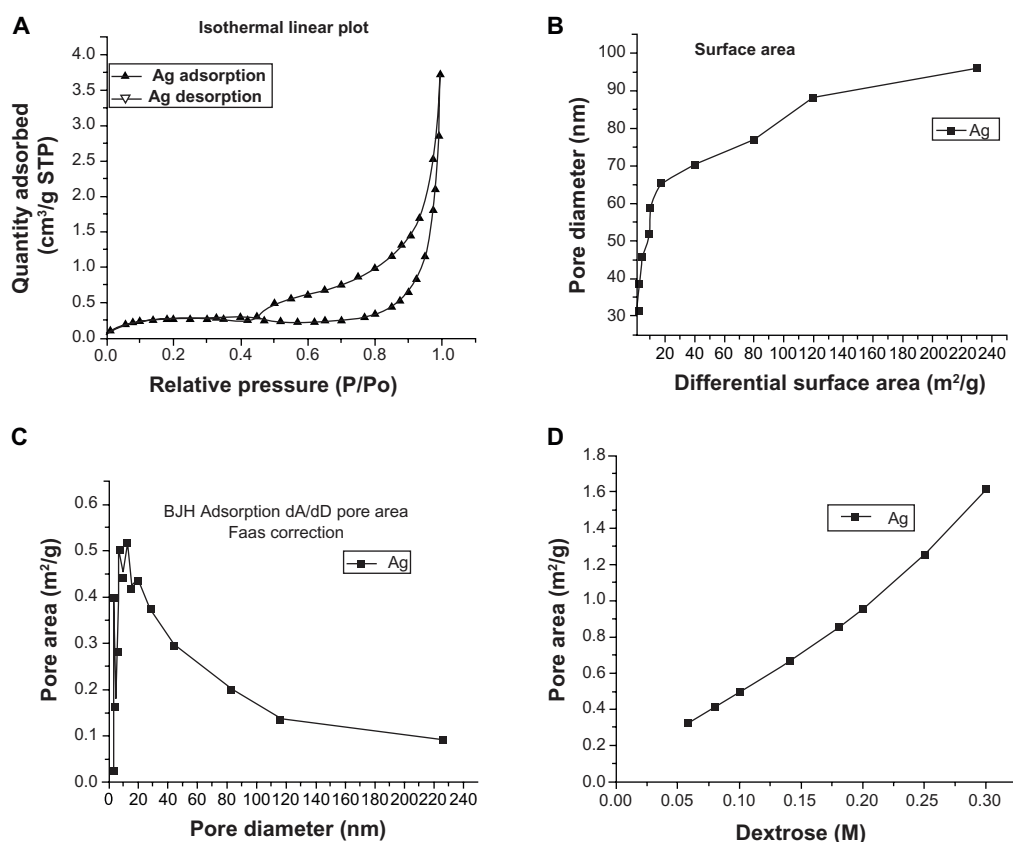 A
Isothermal linear plot
4.0
3.5
3.0
2.5
2.0
1.5
1.0
0.5
0.0
Ag adsorption
Ag desorption
Quantity adsorbed
(cm³/g STP)
0.0 0.2 0.4 0.6 0.8 1.0
Relative pressure (P/Po)
B
Surface area
100
90
80
70
60
50
40
30
Ag
Pore diameter (nm)
20 40 60 80 100 120 140 160 180 200 220 240
Differential surface area (m²/g)
C
BJH Adsorption dA/dD pore area
Faas correction
Ag
0.6
0.5
0.4
0.3
0.2
0.1
0.0
Pore area (m²/g)
0 20 40 60 80 100 120 140 160 180 200 220 240
Pore diameter (nm)
D
Ag
1.8
1.6
1.4
1.2
1.0
0.8
0.6
0.4
0.2
0.0
Pore area (m²/g)
0.00 0.05 0.10 0.15 0.20 0.25 0.30
Dextrose (M)